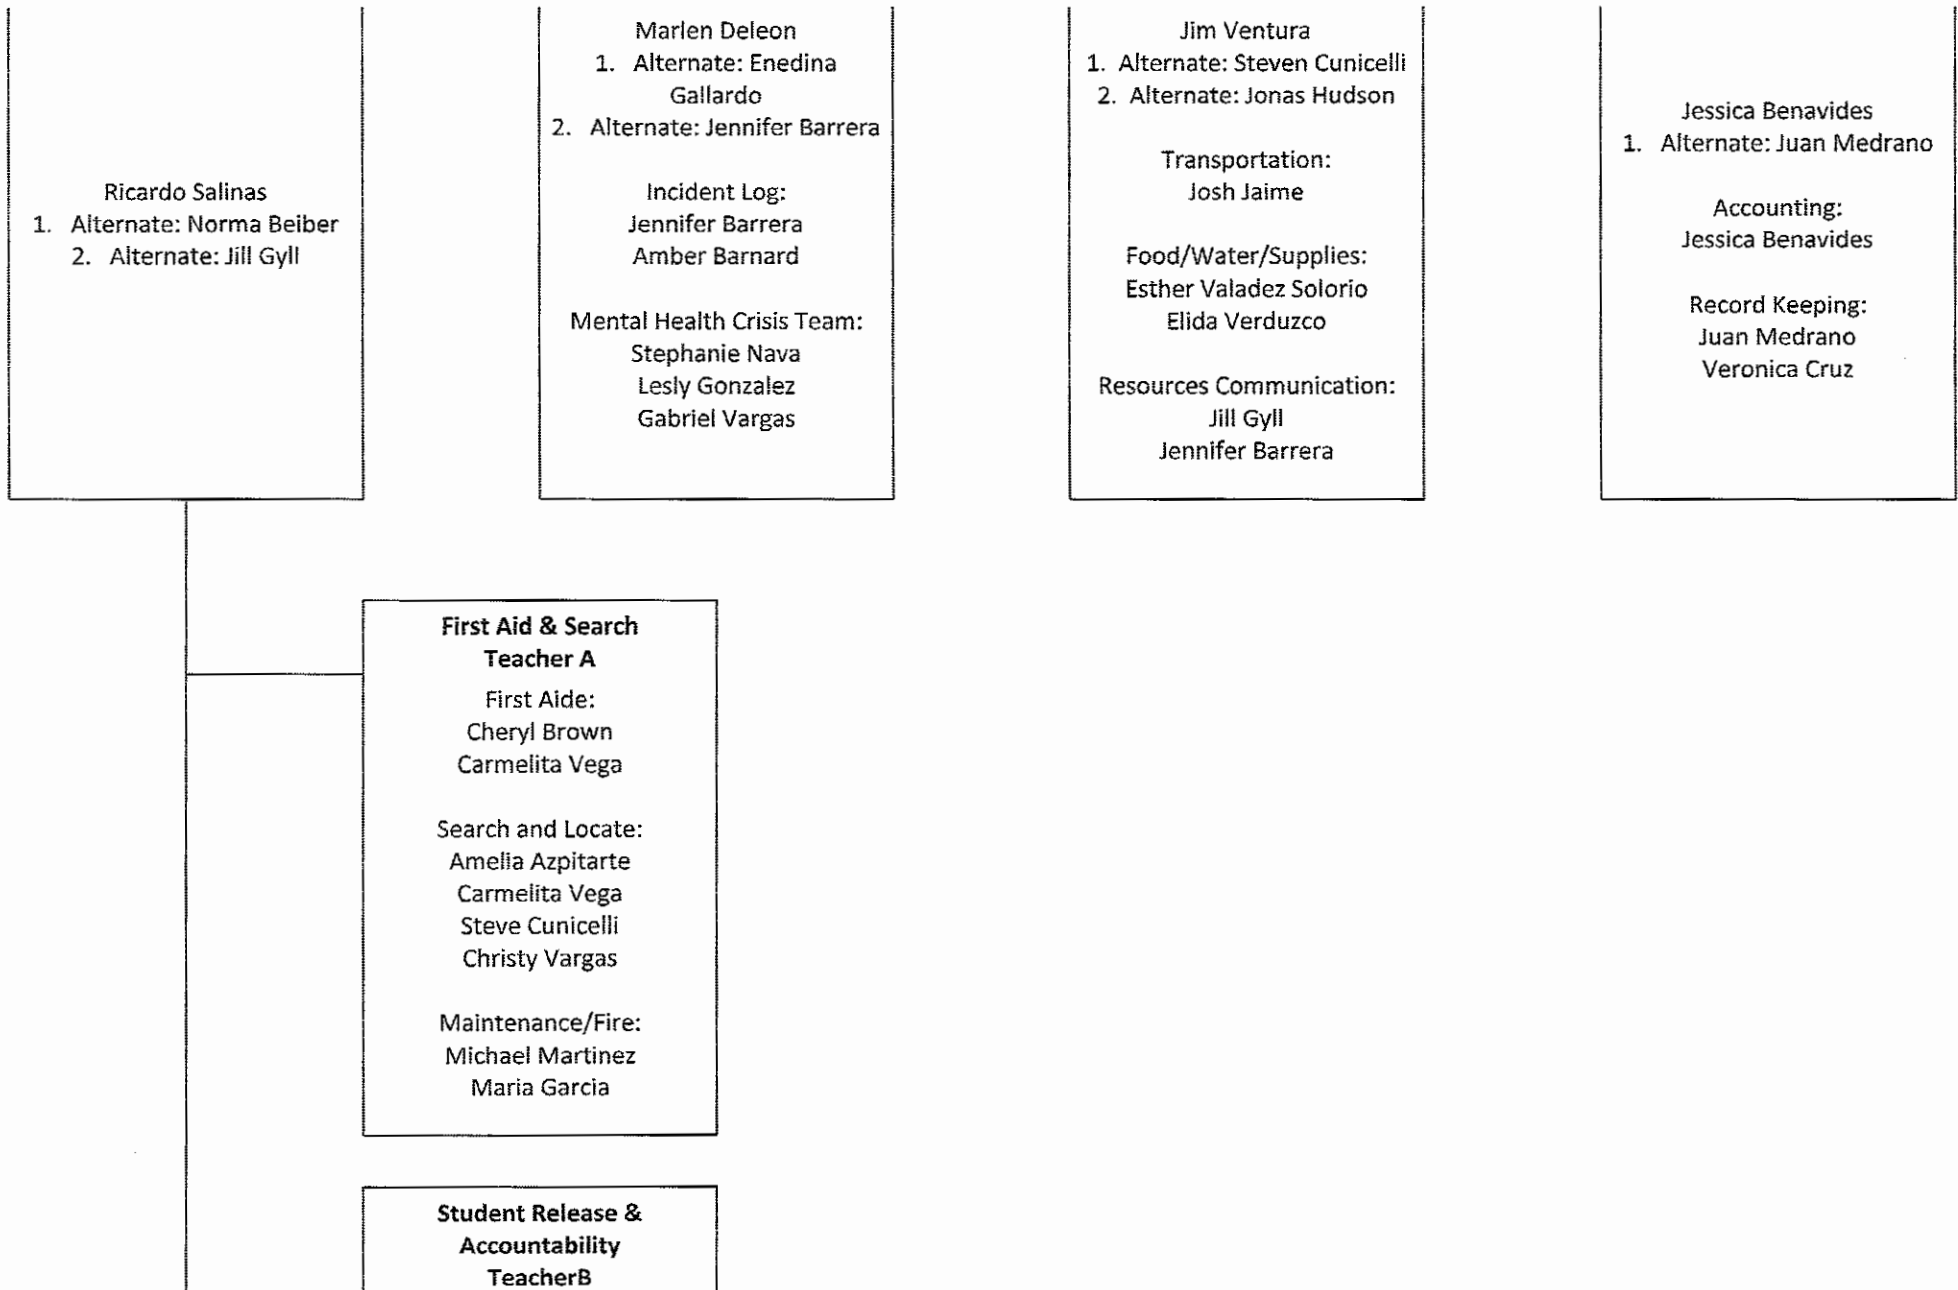 Ricardo Salinas
1. Alternate: Norma Beiber
2. Alternate: Jill Gyll
Marlen Deleon
1. Alternate: Enedina
Gallardo
2. Alternate: Jennifer Barrera
Incident Log:
Jennifer Barrera
Amber Barnard
Mental Health Crisis Team:
Stephanie Nava
Lesly Gonzalez
Gabriel Vargas
Jim Ventura
1. Alternate: Steven Cunicelli
2. Alternate: Jonas Hudson
Transportation:
Josh Jaime
Food/Water/Supplies:
Esther Valadez Solorio
Elida Verduzco
Resources Communication:
Jill Gyll
Jennifer Barrera
Jessica Benavides
1. Alternate: Juan Medrano
Accounting:
Jessica Benavides
Record Keeping:
Juan Medrano
Veronica Cruz
First Aid & Search
Teacher A
First Aide:
Cheryl Brown
Carmelita Vega
Search and Locate:
Amelia Azpitarte
Carmelita Vega
Steve Cunicelli
Christy Vargas
Maintenance/Fire:
Michael Martinez
Maria Garcia
Student Release &
Accountability
TeacherB